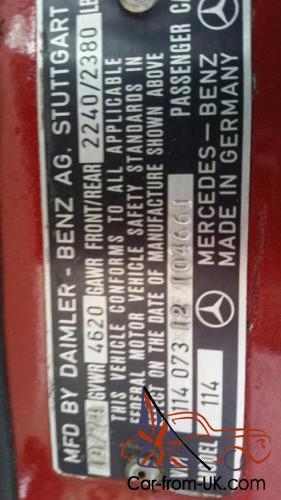 MFD BY DAIMLER - BENZ AG. STUTTGART
GVWR 4620 GAWR FRONT/REAR 2240/2380 LB
THIS VEHICLE CONFORMS TO ALL APPLICABLE
FEDERAL MOTOR VEHICLE SAFETY STANDARDS IN
ON THE DATE OF MANUFACTURE SHOWN ABOVE
114 073 12 104661 PASSENGER
MERCEDES-BENZ
114 MADE IN GERMANY
Car-from-UK.com